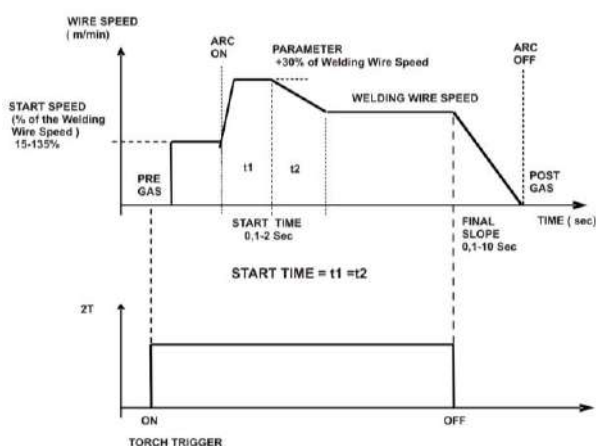 WIRE SPEED
( m/min)
ARC
ON
PARAMETER
+30% of Welding Wire Speed
ARC
OFF
START SPEED
(% of the Welding
Wire Speed )
15-135%
WELDING WIRE SPEED
PRE
GAS
t1
t2
POST
GAS
START TIME
0,1-2 Sec
FINAL
SLOPE
0,1-10 Sec
TIME ( sec)
START TIME = t1 =t2
2T
ON
OFF
TORCH TRIGGER